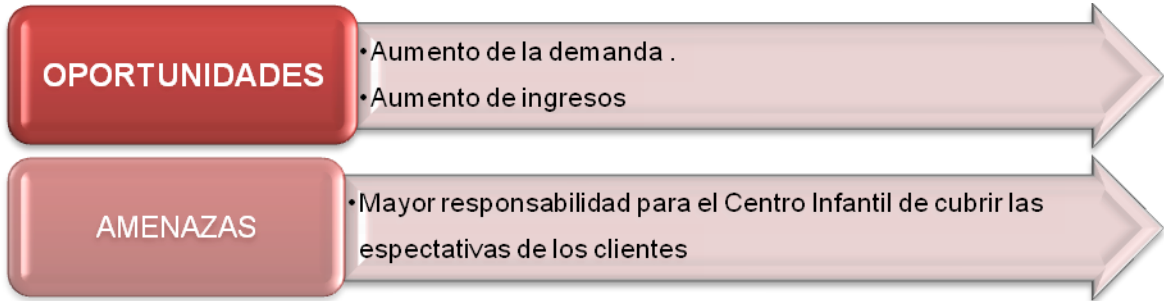 OPORTUNIDADES
•Aumento de la demanda .
•Aumento de ingresos
AMENAZAS
•Mayor responsabilidad para el Centro Infantil de cubrir las
espectativas de los clientes